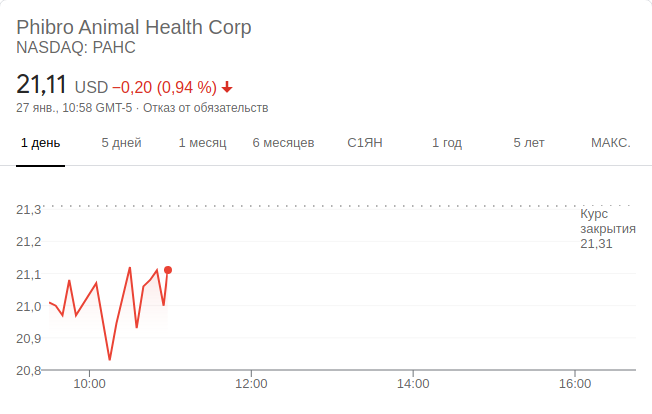 Phibro Animal Health Corp
NASDAQ: PAHC
21,11 USD −0,20 (0,94 %)
27 янв., 10:58 GMT-5 · Отказ от обязательств
1 день 5 дней 1 месяц 6 месяцев С1ЯН 1 год 5 лет МАКС.
21,3
Курс
закрытия
21,31
21,2
21,1
21,0
20,9
20,8
10:00 12:00 14:00 16:00